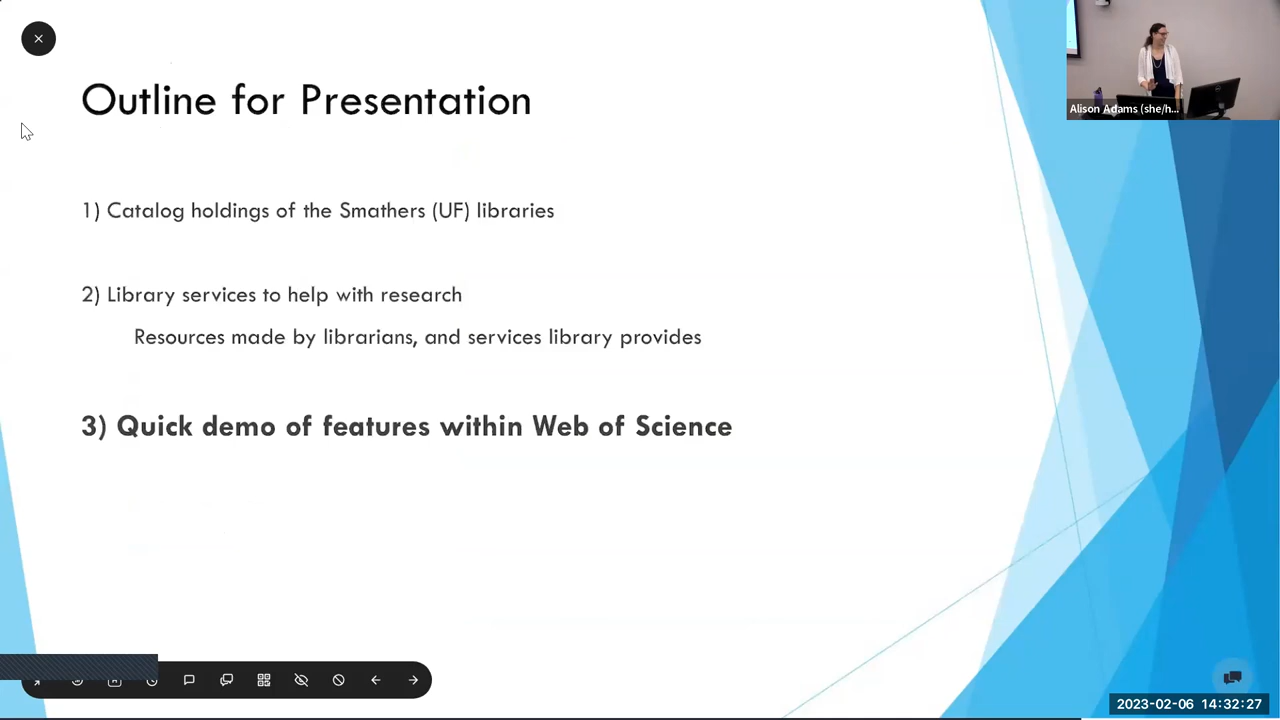 Outline for Presentation
Alison Adams (she/h...
1) Catalog holdings of the Smathers (UF) libraries
2) Library services to help with research
Resources made by librarians, and services library provides
3) Quick demo of features within Web of Science
2023-02-06 14:32:27